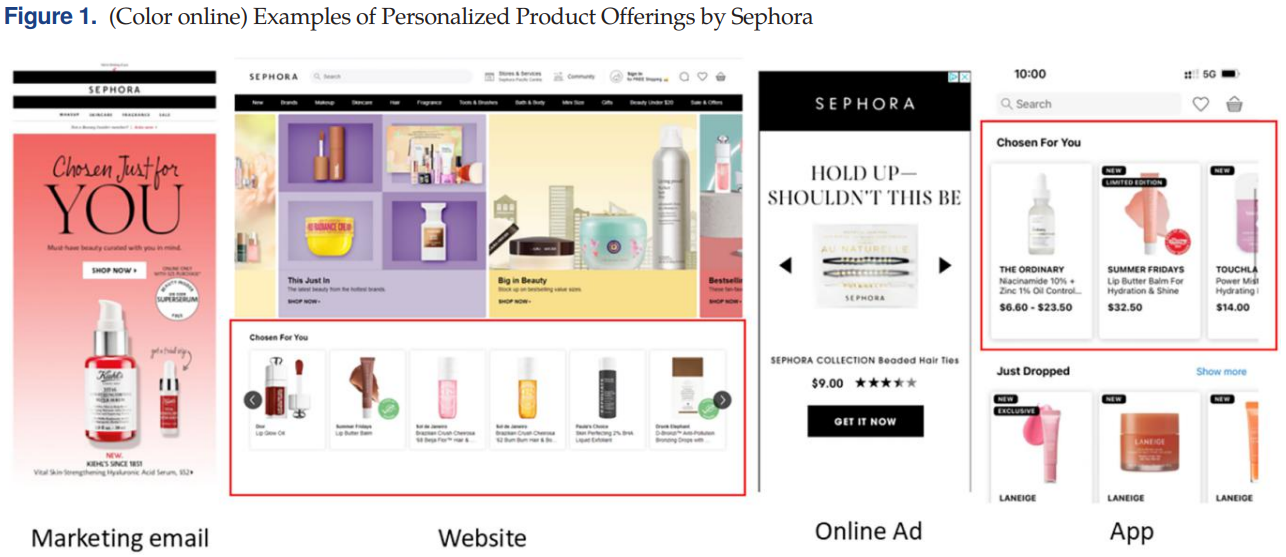 Figure 1. (Color online) Examples of Personalized Product Offerings by Sephora
SEPHORA
MAKEUP SKINCARE FRAGRANCE SALE
Chosen Just for
YOU
Must-have beauty curated with you in mind.
SHOP NOW ›
ONLINE ONLY
WITH $25 PURCHASE*
BEAUTY INSIDER
SUPERSERUM
FREE
get a trial size
Kiehl's
NEW.
KIEHL'S SINCE 1851
Vital Skin-Strengthening Hyaluronic Acid Serum, $52♦
Marketing email
SEPHORA
Search
Stores & Services
Community
Sign In
for FREE Shipping
New Brands Makeup Skincare Hair Fragrance Tools & Brushes Bath & Body Mini Size Gifts Beauty Under $20 Sale & Offers
This Just In
The latest beauty from the hottest brands.
SHOP NOW ›
Big in Beauty
Stock up on bestselling value sizes.
SHOP NOW ›
Bestselli
SHOP NOW ›
Chosen For You
Dior
Lip Glow Oil
Summer Fridays
Lip Butter Balm
Sol de Janeiro
Brazilian Crush Cheirosa
'68 Beija Flor™ Hair & ...
Sol de Janeiro
Brazilian Crush Cheirosa
'62 Bum Bum Hair & Bo...
Paula's Choice
Skin Perfecting 2% BHA
Liquid Exfoliant
Drunk Elephant
D-Bronzi™ Anti-Pollution
Bronzing Drops with ...
Website
SEPHORA
HOLD UP—
SHOULDN'T THIS BE
AU NATURELLE
SEPHORA
SEPHORA COLLECTION Beaded Hair Ties
$9.00
GET IT NOW
Online Ad
10:00
5G
Search
Chosen For You
THE ORDINARY
Niacinamide 10% +
Zinc 1% Oil Control...
$6.60 - $23.50
NEW
LIMITED EDITION
SUMMER FRIDAYS
Lip Butter Balm For
Hydration & Shine
$32.50
NEW
TOUCHLA
Power Mist
Hydrating
$14.00
Just Dropped
Show more
NEW
EXCLUSIVE
LANEIGE
NEW
LANEIGE
LANEIGE
NEW
LANEIGE
App